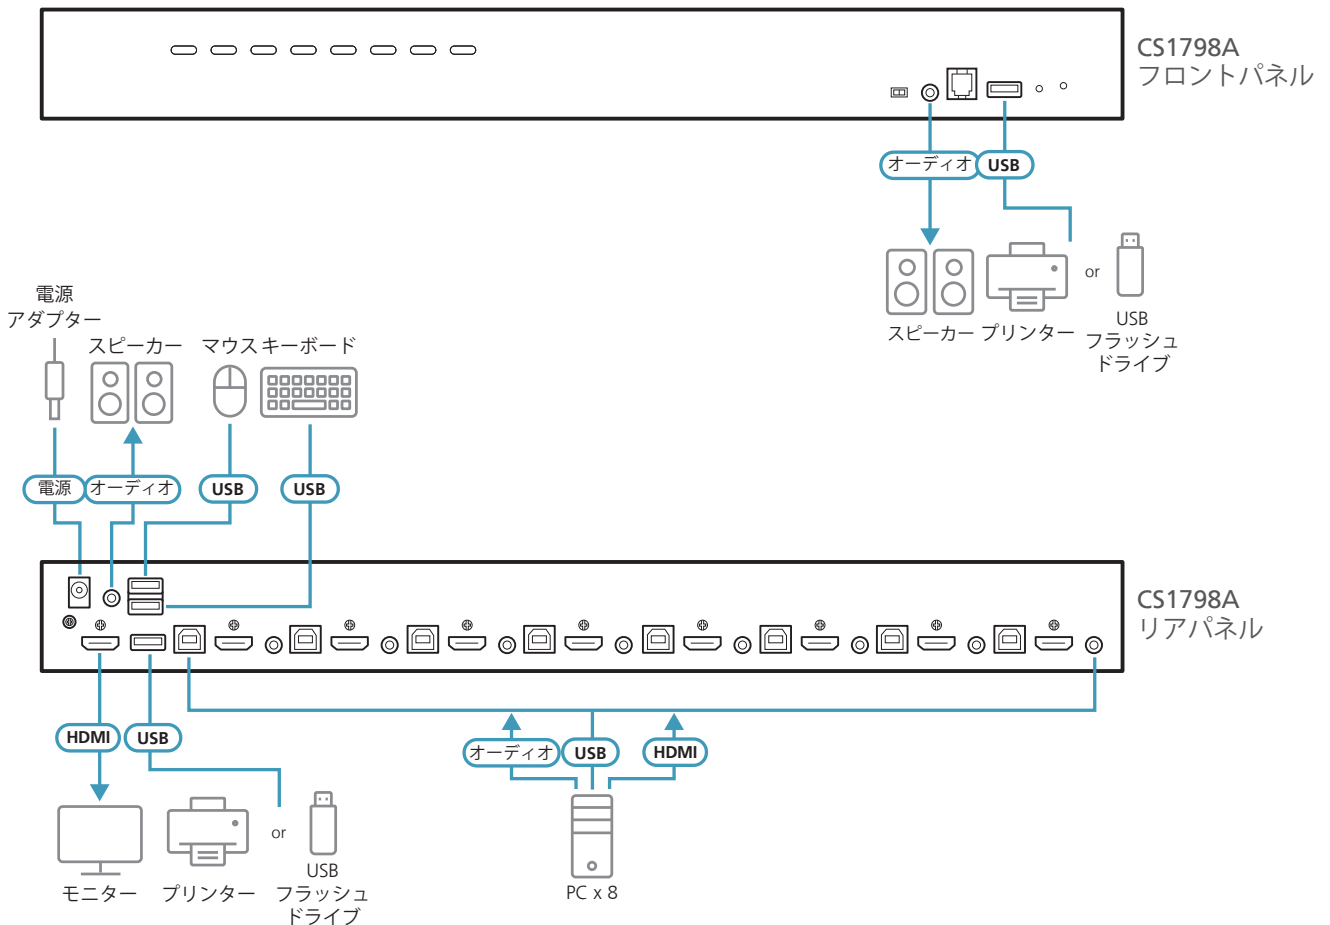 CS1798A
フロントパネル
オーディオ
USB
or
スピーカー
プリンター
USB
フラッシュ
ドライブ
電源
アダプター
スピーカー
マウス
キーボード
電源
オーディオ
USB
USB
CS1798A
リアパネル
HDMI
USB
オーディオ
USB
HDMI
or
モニター
プリンター
USB
フラッシュ
ドライブ
PC x 8